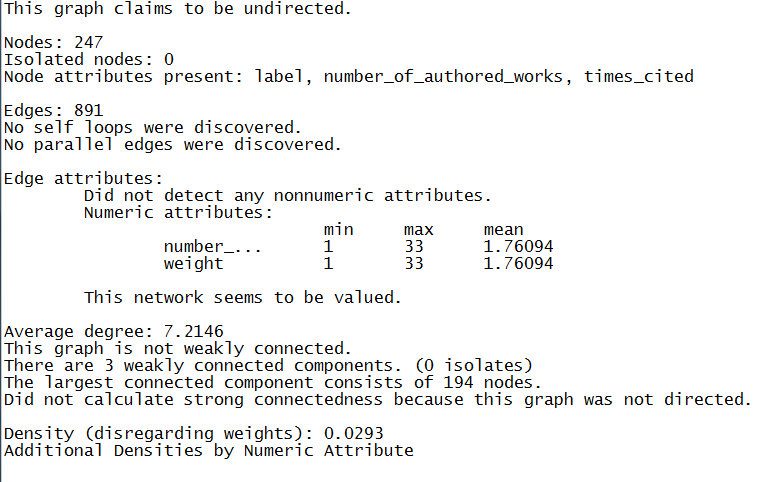 This graph claims to be undirected.
Nodes: 247
Isolated nodes: 0
Node attributes present: label, number_of_authored_works, times_cited
Edges: 891
No self loops were discovered.
No parallel edges were discovered.
Edge attributes:
Did not detect any nonnumeric attributes.
Numeric attributes:
min max mean
number_... 1 33 1.76094
weight 1 33 1.76094
This network seems to be valued.
Average degree: 7.2146
This graph is not weakly connected.
There are 3 weakly connected components. (0 isolates)
The largest connected component consists of 194 nodes.
Did not calculate strong connectedness because this graph was not directed.
Density (disregarding weights): 0.0293
Additional Densities by Numeric Attribute